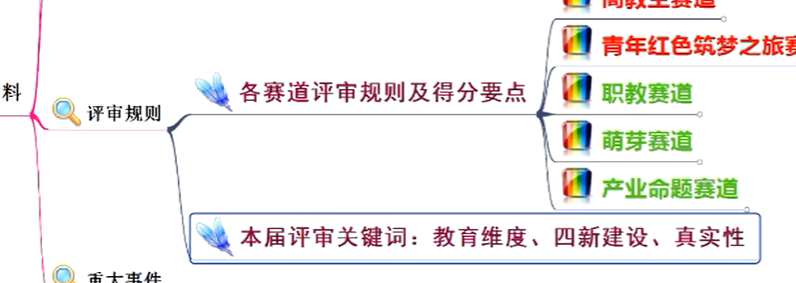 高教主赛道
青年红色筑梦之旅赛
料
评审规则
各赛道评审规则及得分要点
职教赛道
萌芽赛道
产业命题赛道
本届评审关键词：教育维度、四新建设、真实性
重大事件